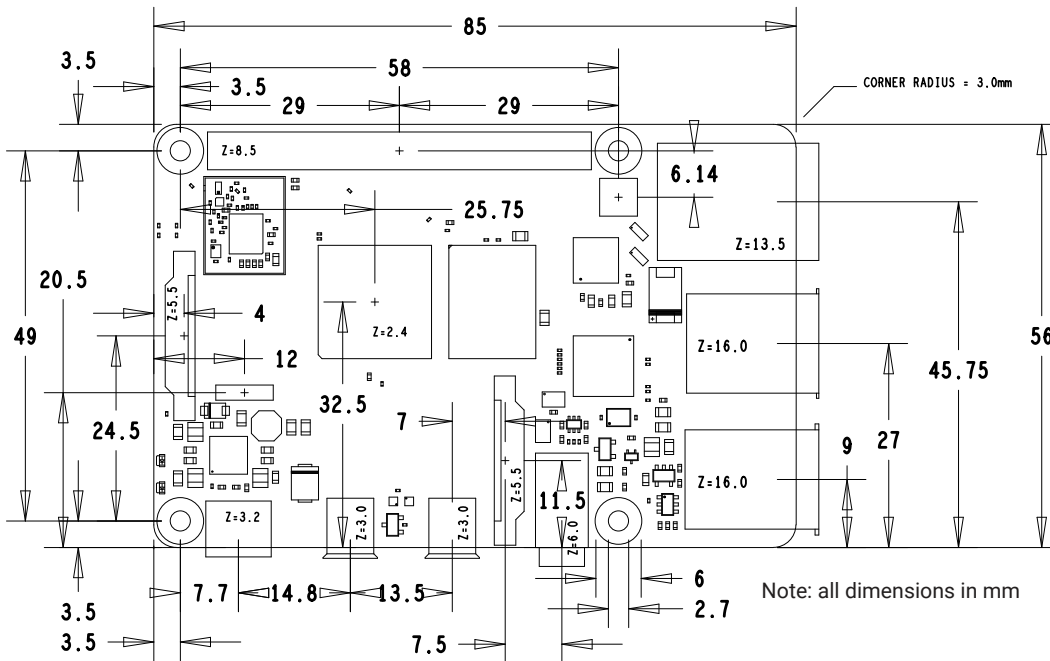 85
3.5
58
3.5
CORNER RADIUS = 3.0mm
29
29
Z=8.5
6.14
25.75
Z=13.5
20.5
Z=5.5
4
Z=2.4
49
56
12
Z=16.0
45.75
32.5
7
24.5
9
27
Z=5.5
11.5
Z=16.0
Z=3.2
Z=3.0
Z=3.0
Z=6.0
7.7
14.8
13.5
6
Note: all dimensions in mm
3.5
2.7
3.5
7.5